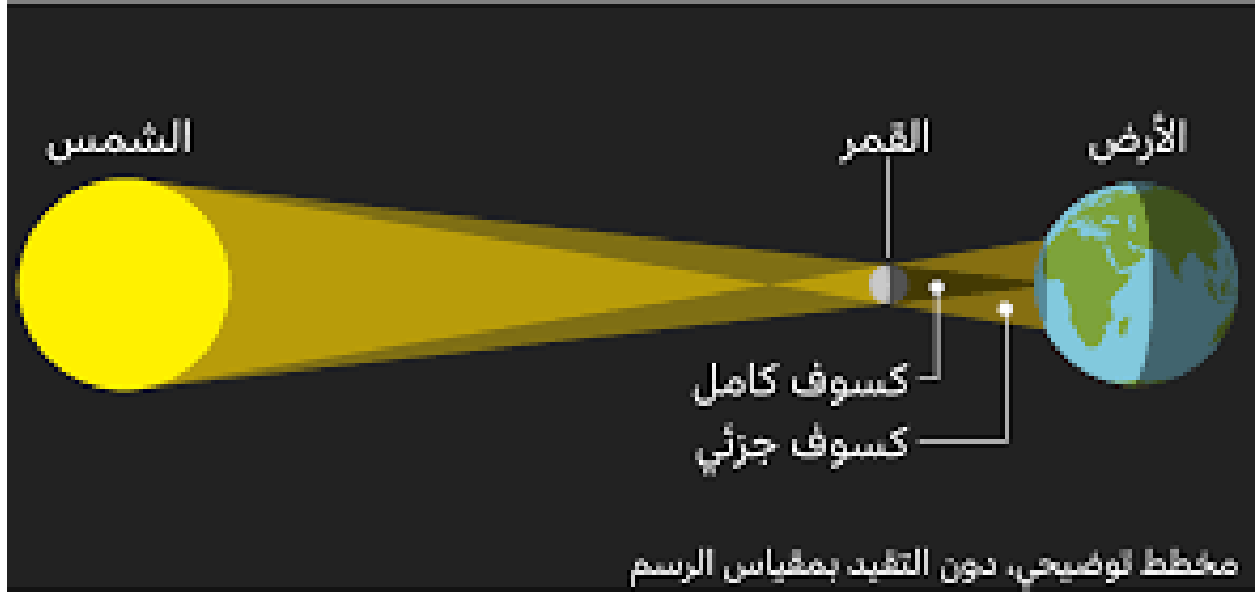 الأرض
القمر
الشمس
كسوف كامل
كسوف جزئي
مخطط توضيحي، دون التقيد بمقياس الرسم